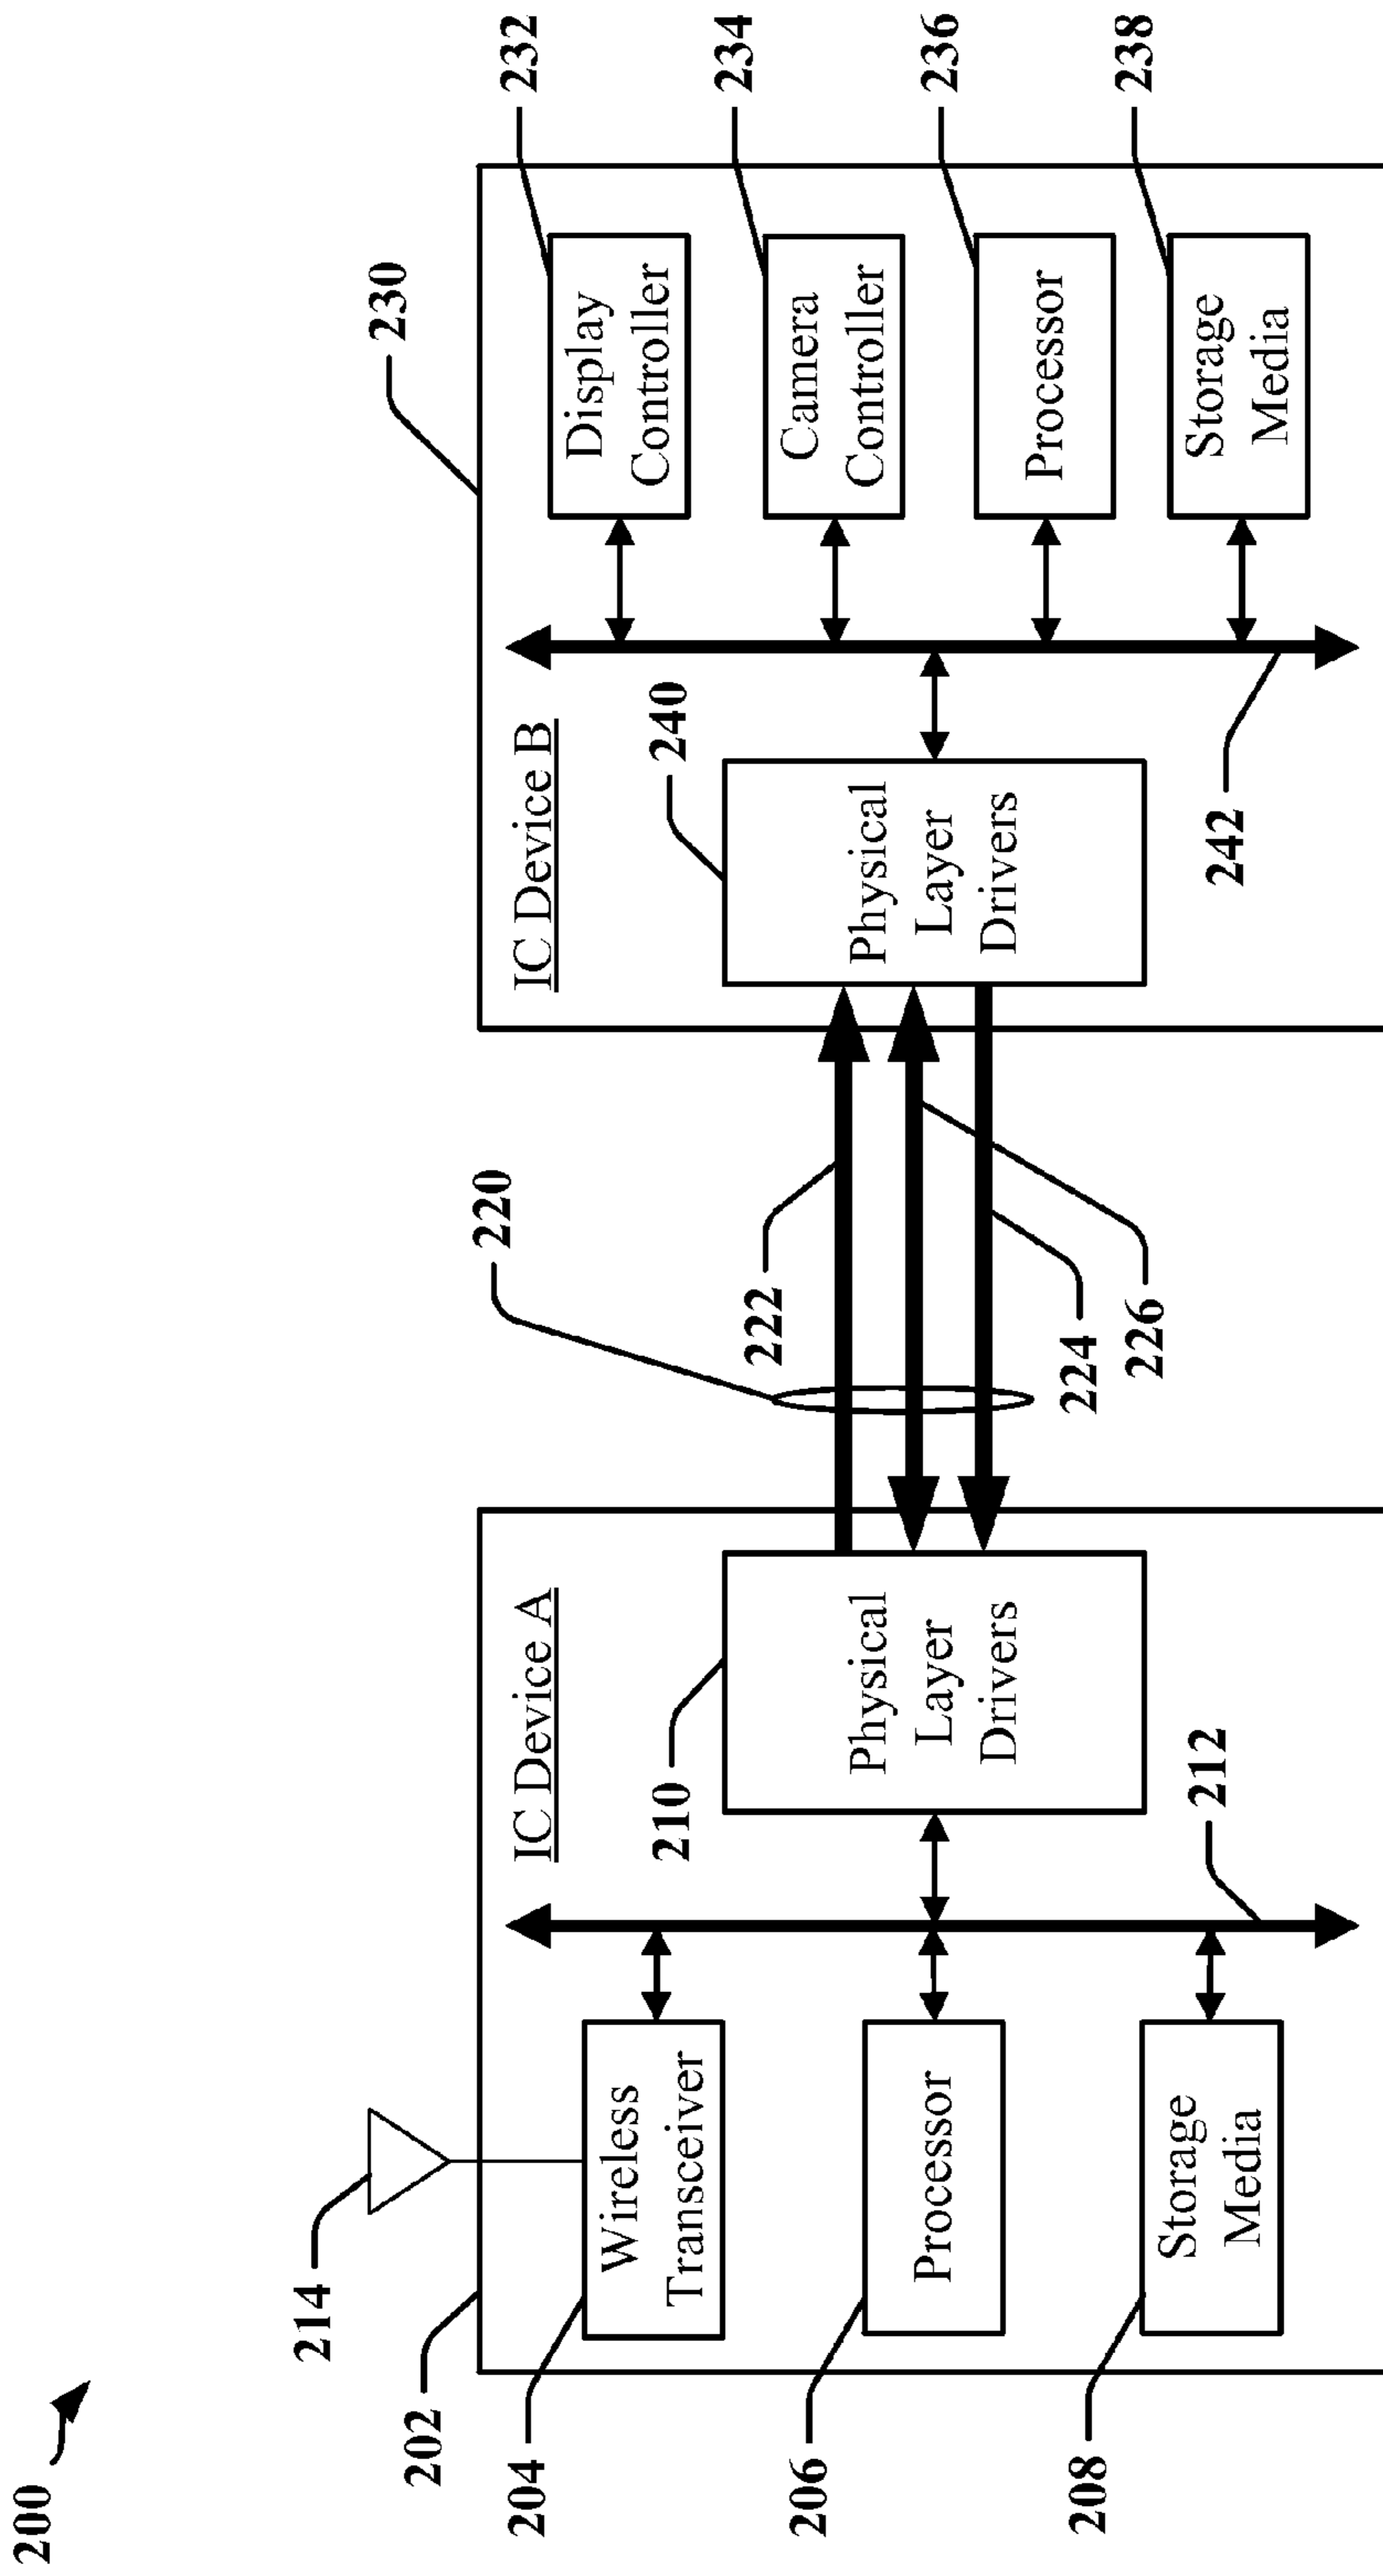 200
214
202
204
206
208
Wireless
Transceiver
Processor
Storage
Media
IC Device A
210
Physical
Layer
Drivers
212
220
222
224
226
230
IC Device B
240
Physical
Layer
Drivers
242
Display
Controller
Camera
Controller
Processor
Storage
Media
232
234
236
238